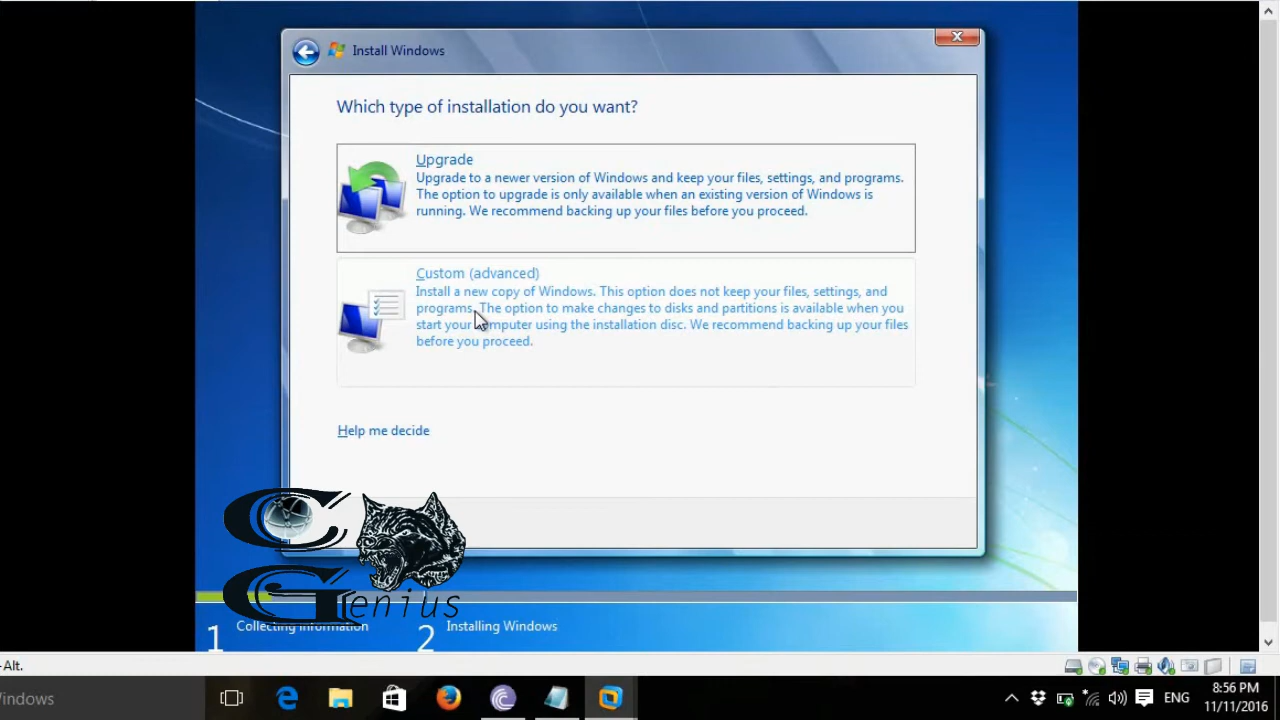 Install Windows
Which type of installation do you want?
Upgrade
Upgrade to a newer version of Windows and keep your files, settings, and programs.
The option to upgrade is only available when an existing version of Windows is
running. We recommend backing up your files before you proceed.
Custom (advanced)
Install a new copy of Windows. This option does not keep your files, settings, and
programs. The option to make changes to disks and partitions is available when you
start your computer using the installation disc. We recommend backing up your files
before you proceed.
Help me decide
C
Genius
1 Collecting information
2 Installing Windows
-Alt.
indows
ENG
8:56 PM
11/11/2016